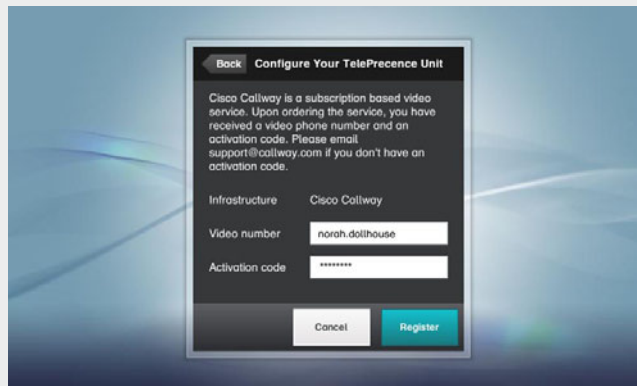 Back Configure Your TelePrecence Unit
Cisco Callway is a subscription based video
service. Upon ordering the service, you have
received a video phone number and an
activation code. Please email
support@callway.com if you don't have an
activation code.
Infrastructure Cisco Callway
Video number norah.dollhouse
Activation code ********
Cancel Register